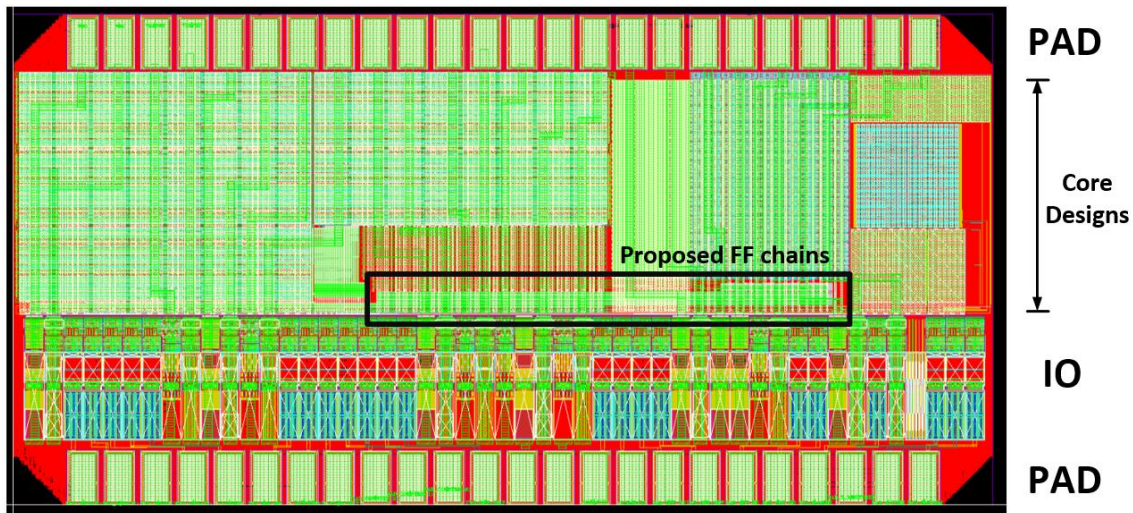 PAD
Core
Designs
Proposed FF chains
IO
PAD